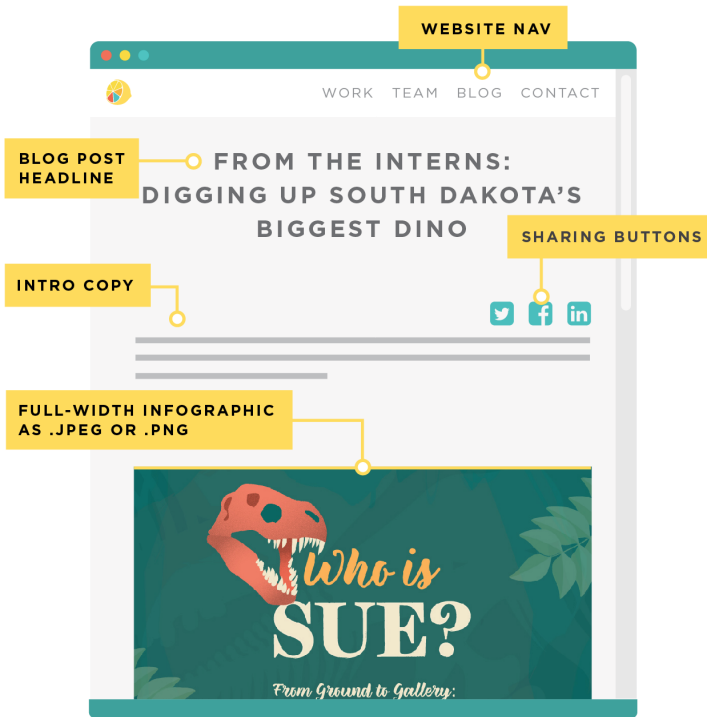 WEBSITE NAV
WORK TEAM BLOG CONTACT
BLOG POST
HEADLINE
FROM THE INTERNS:
DIGGING UP SOUTH DAKOTA'S
BIGGEST DINO
SHARING BUTTONS
INTRO COPY
f in
FULL-WIDTH INFOGRAPHIC
AS .JPEG OR .PNG
Who is
SUE?
From Ground to Gallery: